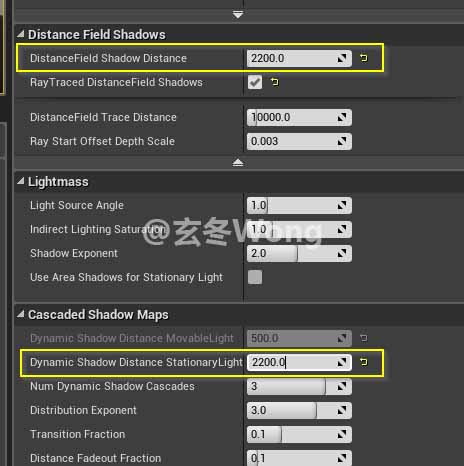 Distance Field Shadows
DistanceField Shadow Distance 2200.0
RayTraced DistanceField Shadows
DistanceField Trace Distance 10000.0
Ray Start Offset Depth Scale 0.003
Lightmass
Light Source Angle 1.0
Indirect Lighting Saturation 1.0
@玄冬Wong
Shadow Exponent 2.0
Use Area Shadows for Stationary Light
Cascaded Shadow Maps
Dynamic Shadow Distance MovableLight 500.0
Dynamic Shadow Distance StationaryLight 2200.0
Num Dynamic Shadow Cascades 3
Distribution Exponent 3.0
Transition Fraction 0.1
Distance Fadeout Fraction 0.1